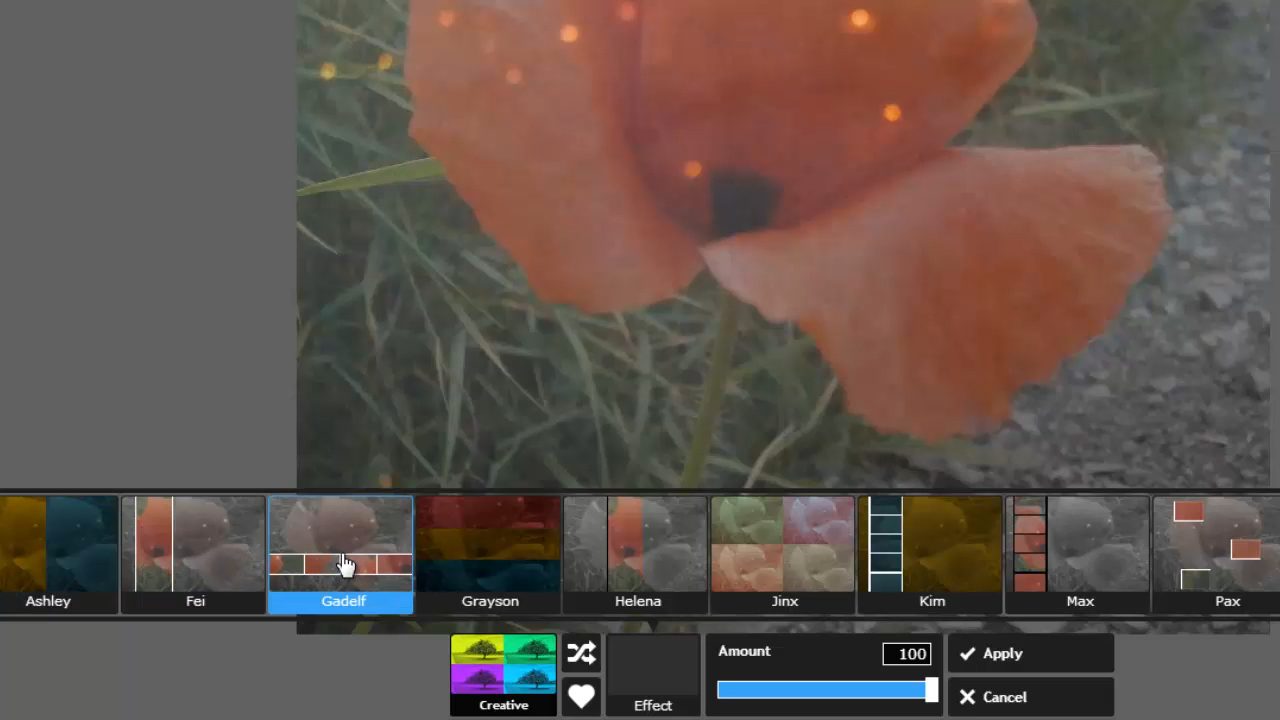 Ashley
Fei
Gadelf
Grayson
Helena
Jinx
Kim
Max
Pax
Creative
Effect
Amount
100
Apply
Cancel